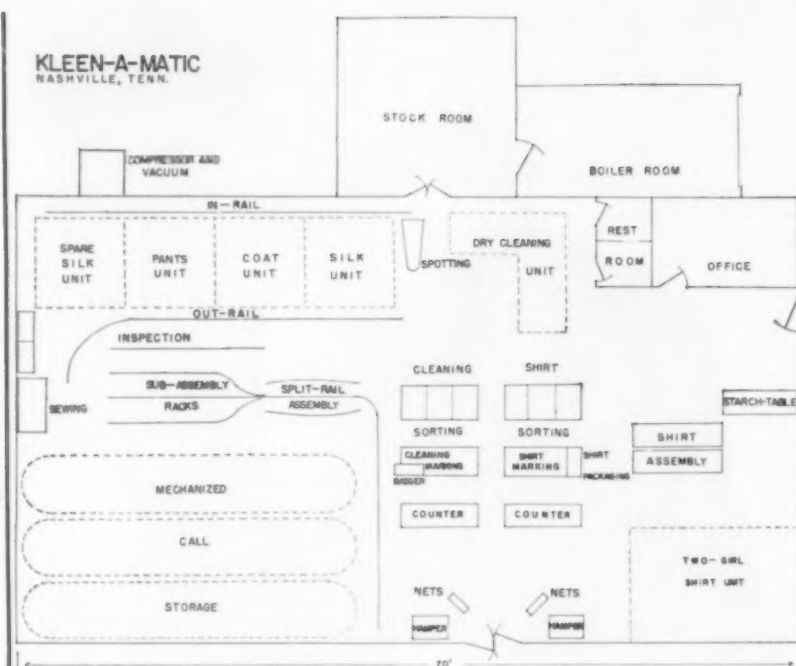 KLEEN-A-MATIC
NASHVILLE, TENN.
STOCK ROOM
COMPRESSOR AND
VACUUM
BOILER ROOM
IN-RAIL
SPARE
SILK
UNIT
PANTS
UNIT
COAT
UNIT
SILK
UNIT
SPOTTING
DRY CLEANING
UNIT
REST
ROOM
OFFICE
OUT-RAIL
INSPECTION
SUB-ASSEMBLY
RACKS
SPLIT-RAIL
ASSEMBLY
SEWING
CLEANING
SHIRT
STARCH-TABLE
SORTING
SORTING
CLEANING
MARKING
BAGGER
SHIRT
MARKING
SHIRT
PACKAGING
SHIRT
ASSEMBLY
MECHANIZED
CALL
STORAGE
COUNTER
COUNTER
TWO-GIRL
SHIRT UNIT
NETS
NETS
HAMPER
HAMPER
70'